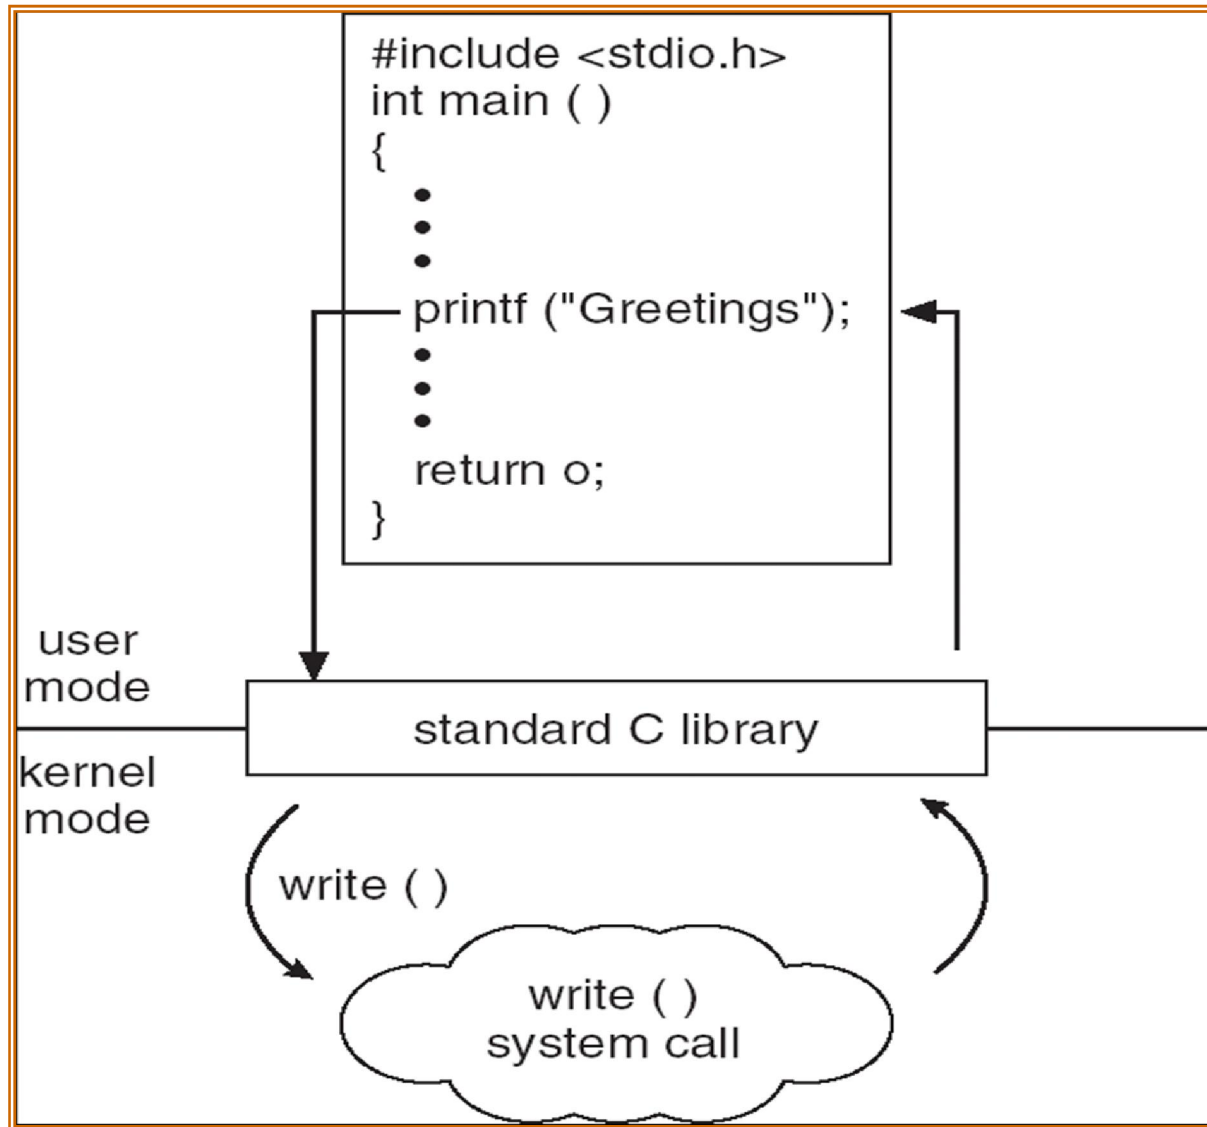 #include <stdio.h>
int main ( )
{
•
•
•
printf ("Greetings");
•
•
•
return o;
}
user
mode
standard C library
kernel
mode
write ( )
write ( )
system call